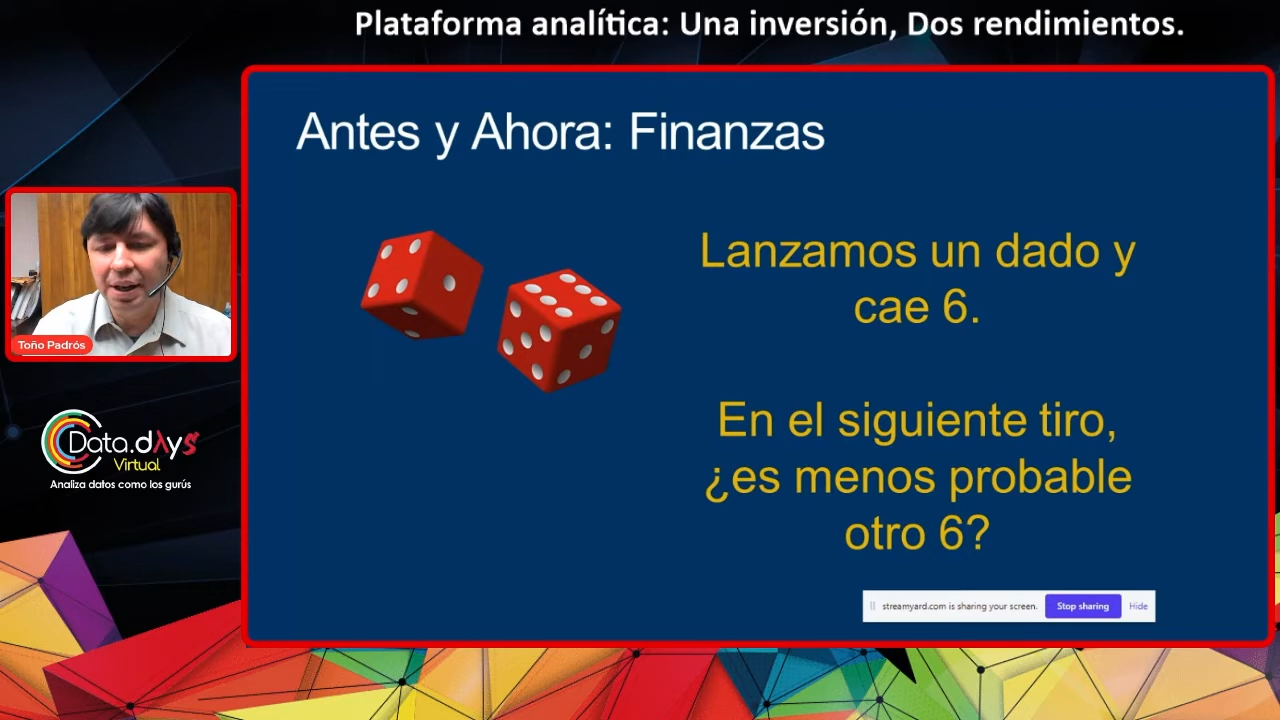 Plataforma analítica: Una inversión, Dos rendimientos.
Antes y Ahora: Finanzas
Lanzamos un dado y
cae 6.
En el siguiente tiro,
¿es menos probable
otro 6?
streamyard.com is sharing your screen.
Stop sharing
Hide
Toño Padrós
Data.dAys
Virtual
Analiza datos como los gurús